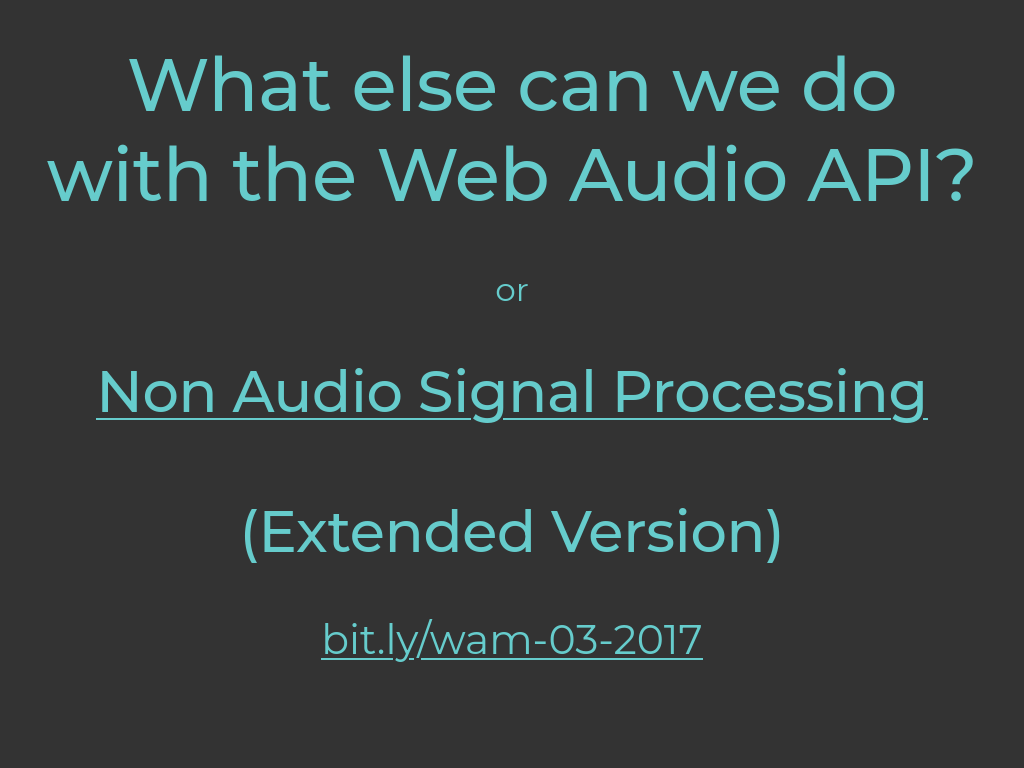 What else can we do
with the Web Audio API?
or
Non Audio Signal Processing
(Extended Version)
bit.ly/wam-03-2017